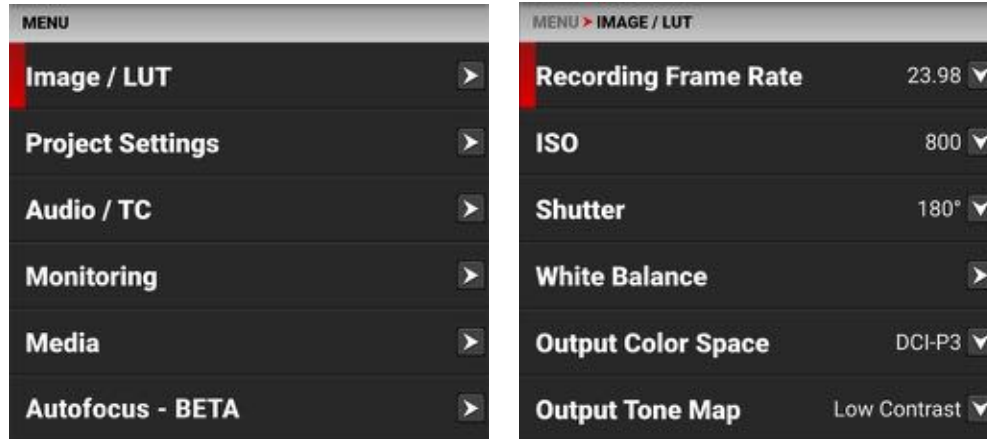 MENU
Image / LUT
Project Settings
Audio / TC
Monitoring
Media
Autofocus - BETA
MENU > IMAGE / LUT
Recording Frame Rate 23.98
ISO 800
Shutter 180°
White Balance
Output Color Space DCI-P3
Output Tone Map Low Contrast